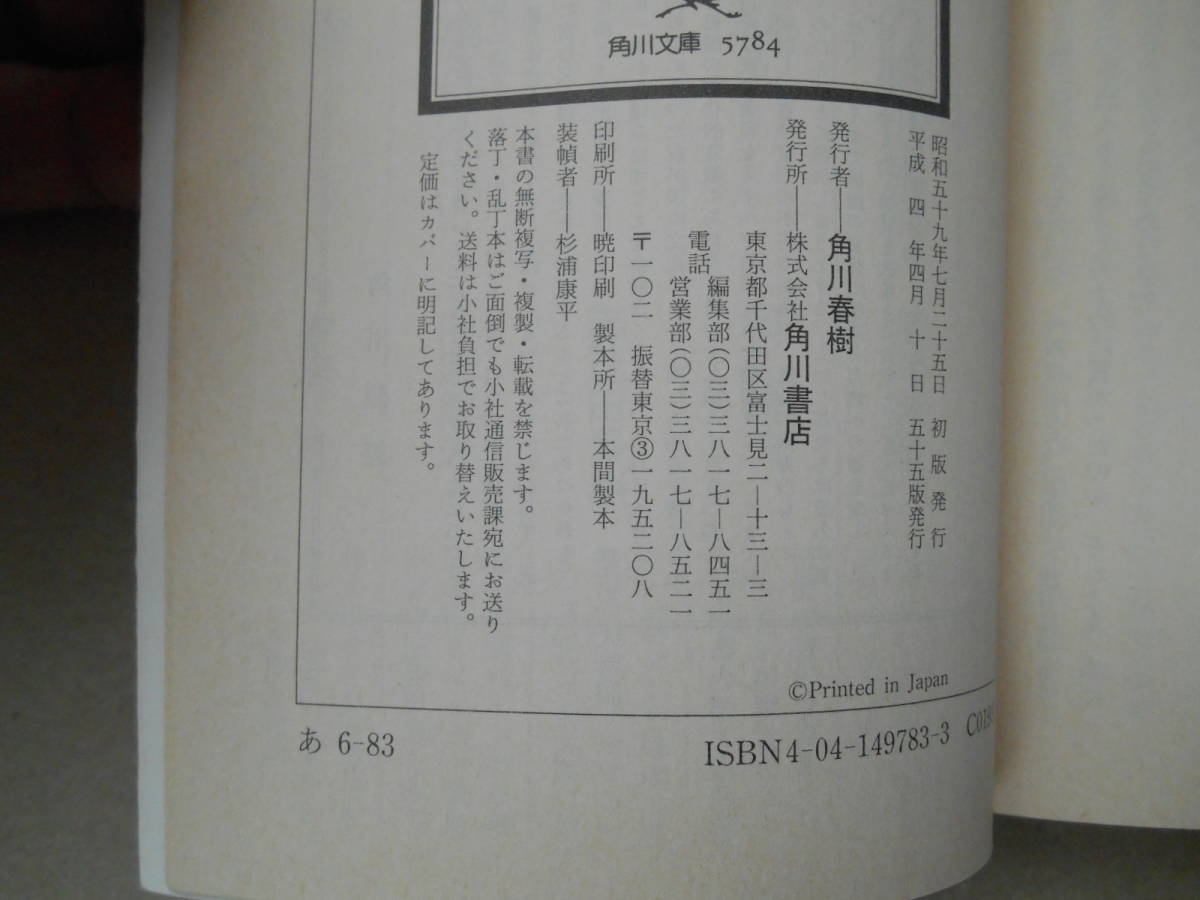 角川文庫 5784
昭和五十九年七月二十五日 初版発行
平成四年四月十日 五十五版発行
発行者——角川春樹
発行所——株式会社角川書店
東京都千代田区富士見二—十三—三
電話 編集部(〇三)三八一七—八四五一
営業部(〇三)三八一七—八五二一
〒一〇二 振替東京③一九五二〇八
印刷所——暁印刷 製本所——本間製本
装幀者——杉浦康平
本書の無断複写・複製・転載を禁じます。
落丁・乱丁本はご面倒でも小社通信販売課宛にお送り
ください。送料は小社負担でお取り替えいたします。
定価はカバーに明記してあります。
©Printed in Japan
あ 6-83
ISBN4-04-149783-3